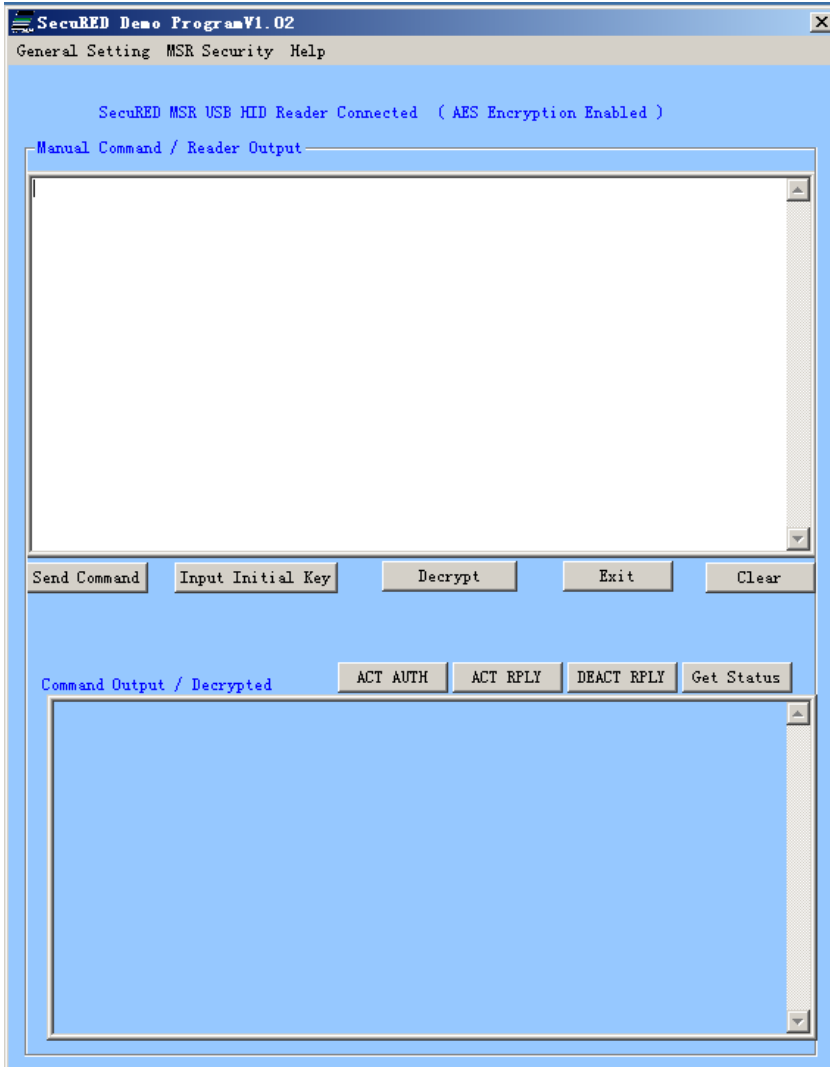 SecuRED Demo ProgramV1.02
General Setting MSR Security Help
SecuRED MSR USB HID Reader Connected ( AES Encryption Enabled )
Manual Command / Reader Output
Send Command Input Initial Key Decrypt Exit Clear
Command Output / Decrypted ACT AUTH ACT RPLY DEACT RPLY Get Status